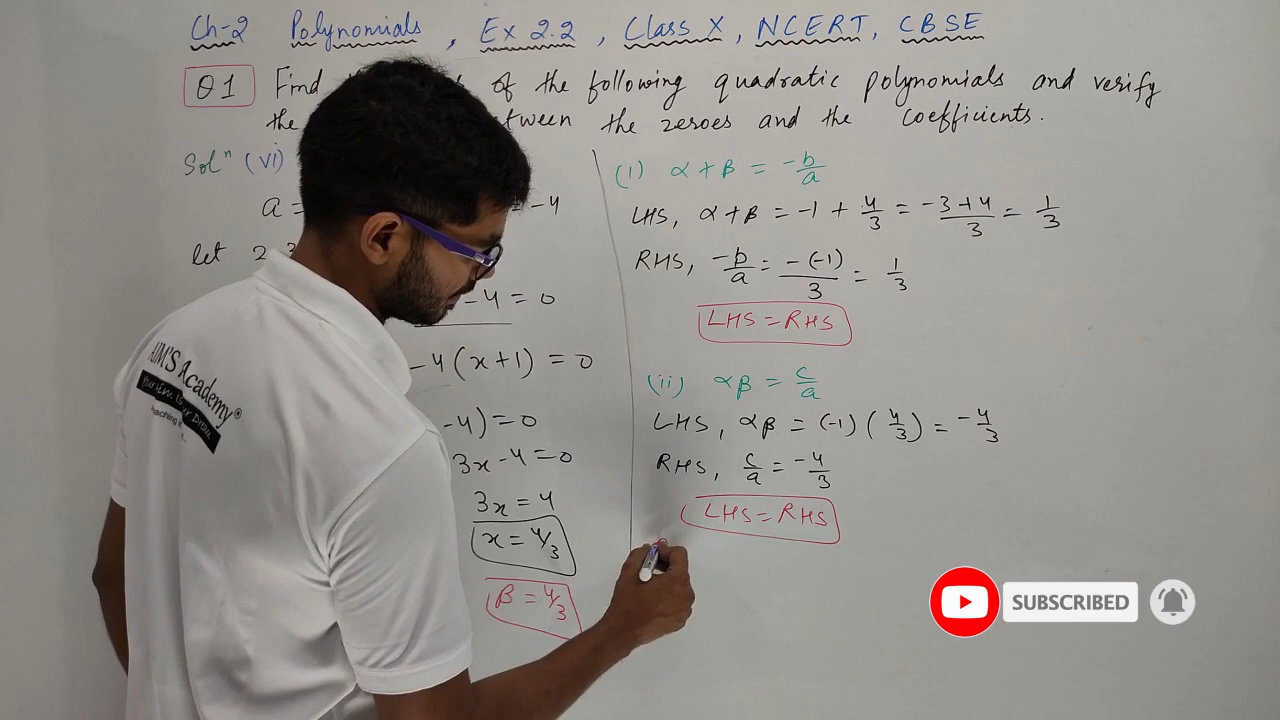 Ch-2 Polynomials, Ex 2.2, Class X, NCERT, CBSE
Q1 Find of the following quadratic polynomials and verify
the the zeroes and the coefficients.
Solⁿ (vi)
a = -4
let
-4 = 0
-4(x+1) = 0
-4) = 0
3x-4 = 0
3x = 4
x = 4/3
β = 4/3
(i) α+β = -b/a
LHS, α+β = -1 + 4/3 = -3+4/3 = 1/3
RHS, -b/a = -(-1)/3 = 1/3
LHS = RHS
(ii) αβ = c/a
LHS, αβ = (-1)(4/3) = -4/3
RHS, c/a = -4/3
LHS = RHS
AIM'S Academy®
SUBSCRIBED